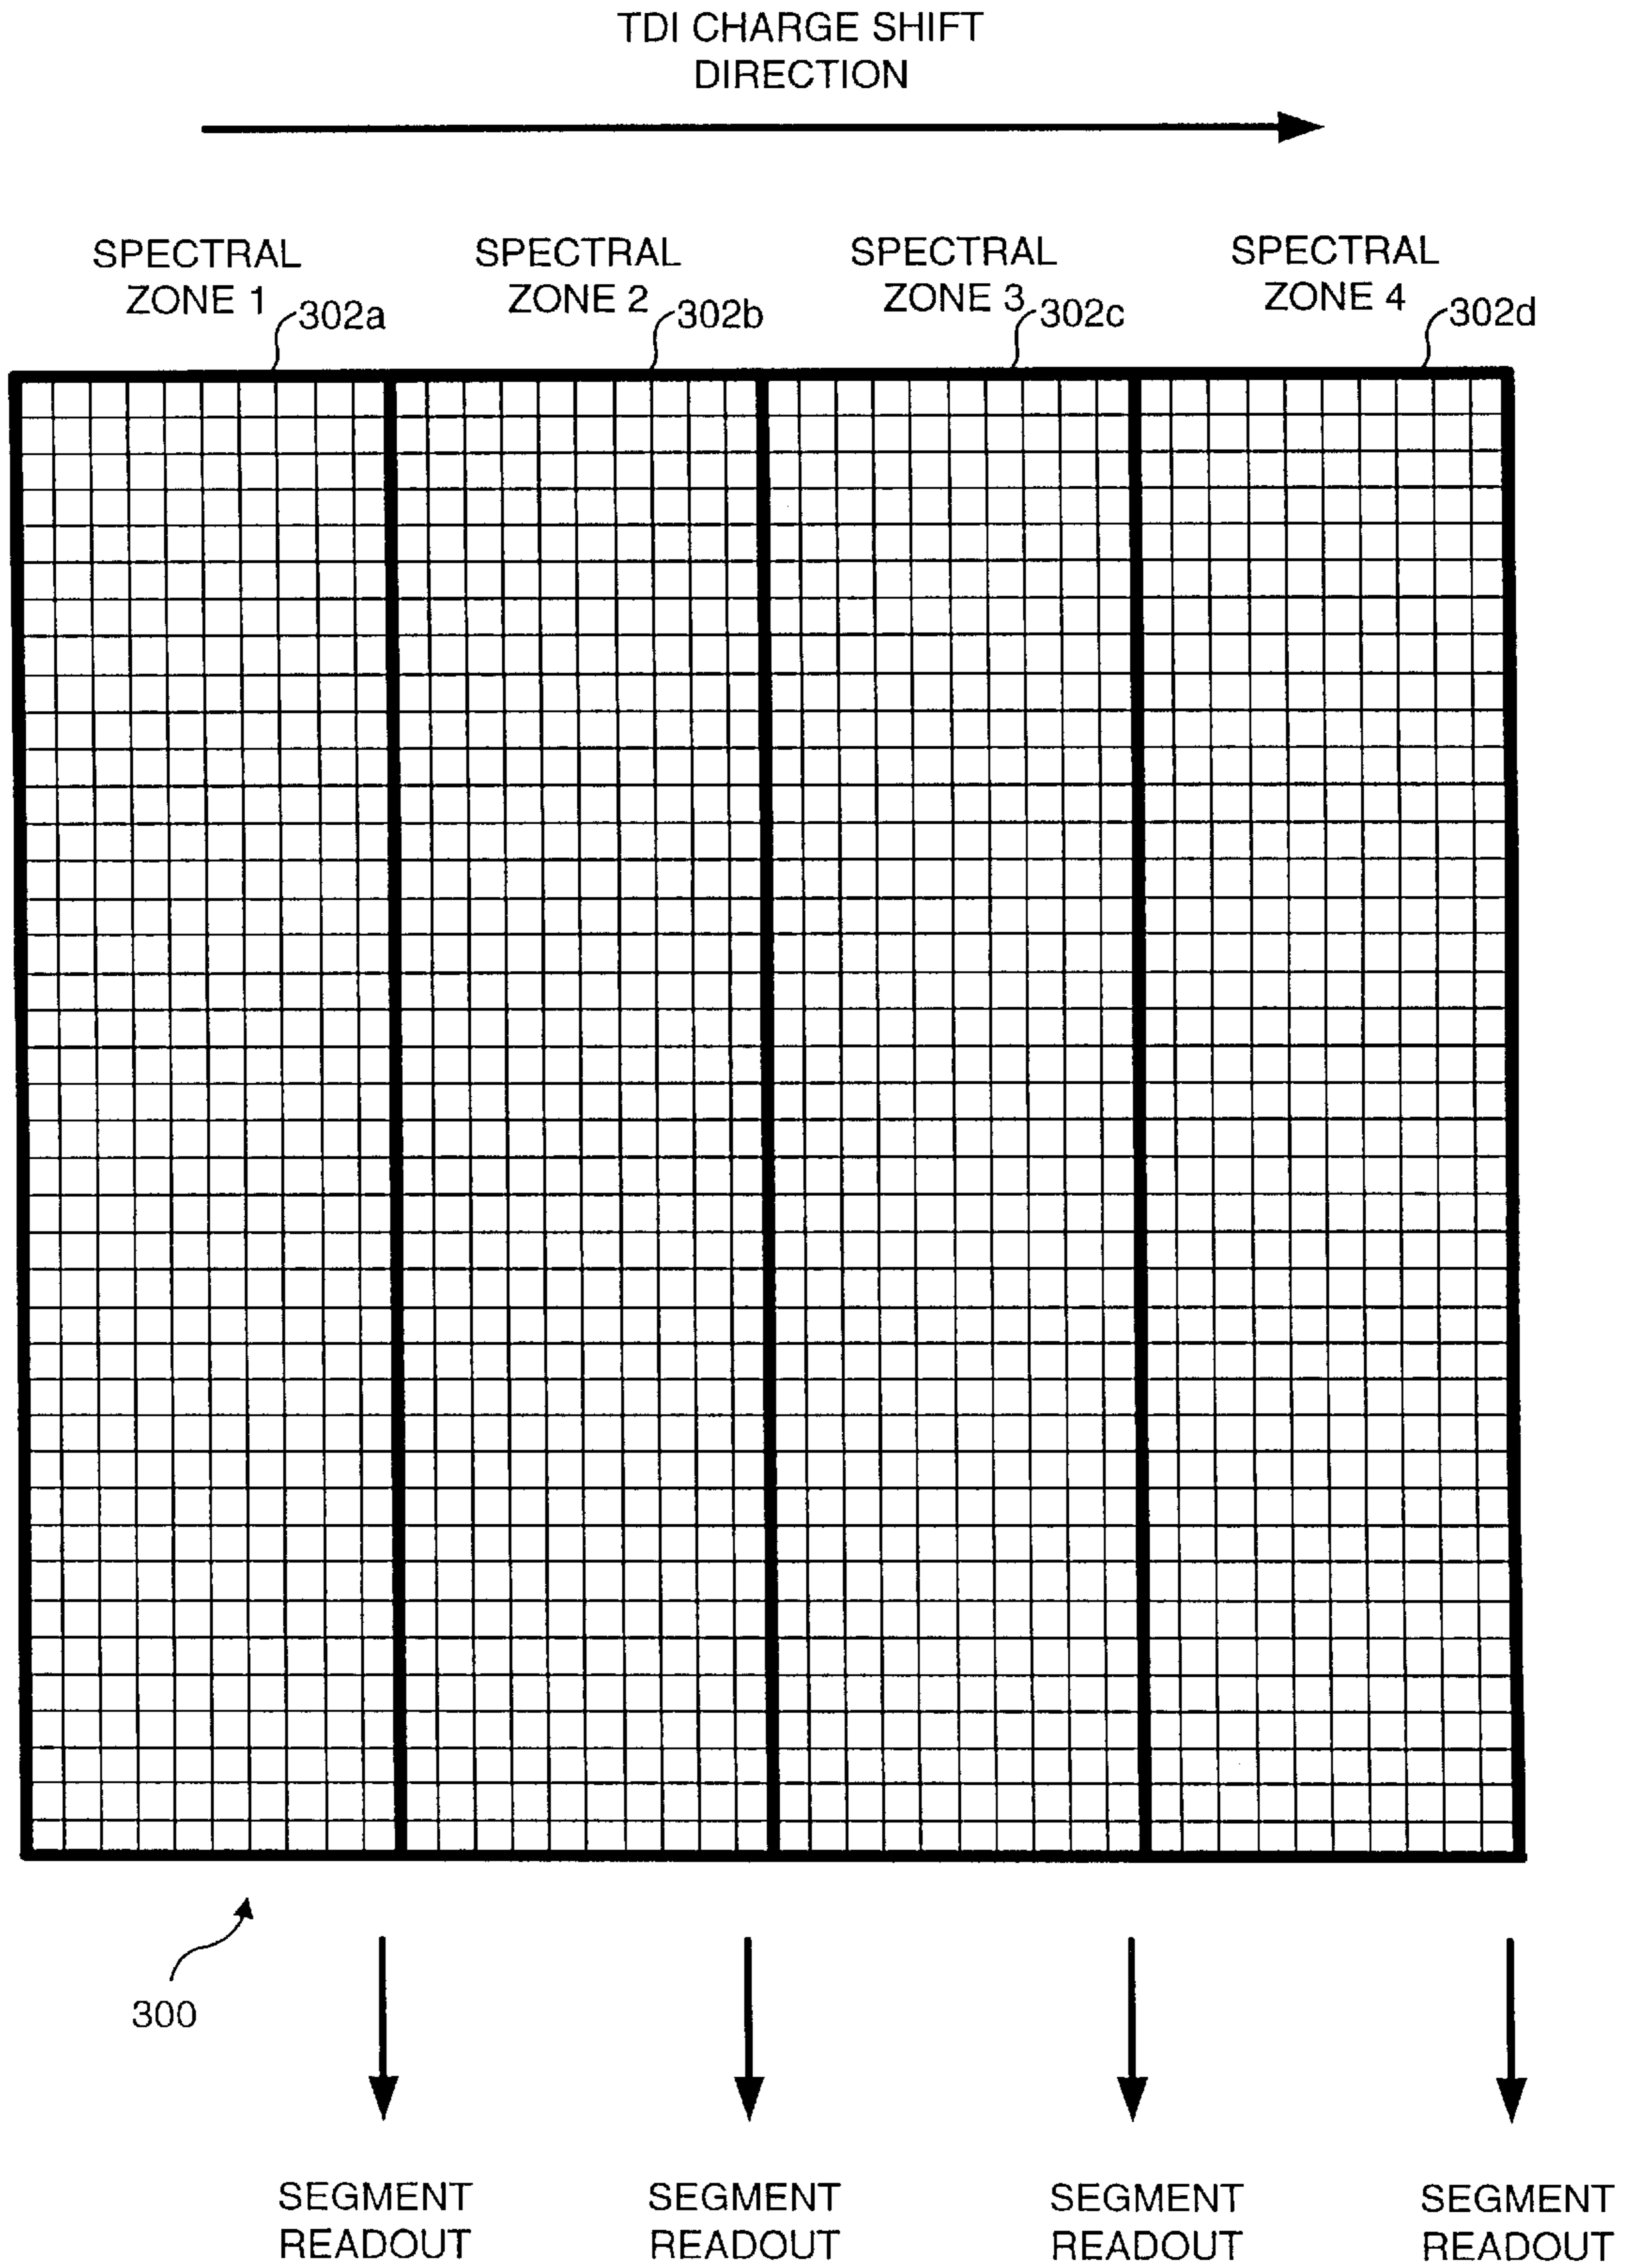 TDI CHARGE SHIFT
DIRECTION
SPECTRAL
ZONE 1
302a
SPECTRAL
ZONE 2
302b
SPECTRAL
ZONE 3
302c
SPECTRAL
ZONE 4
302d
300
SEGMENT
READOUT
SEGMENT
READOUT
SEGMENT
READOUT
SEGMENT
READOUT